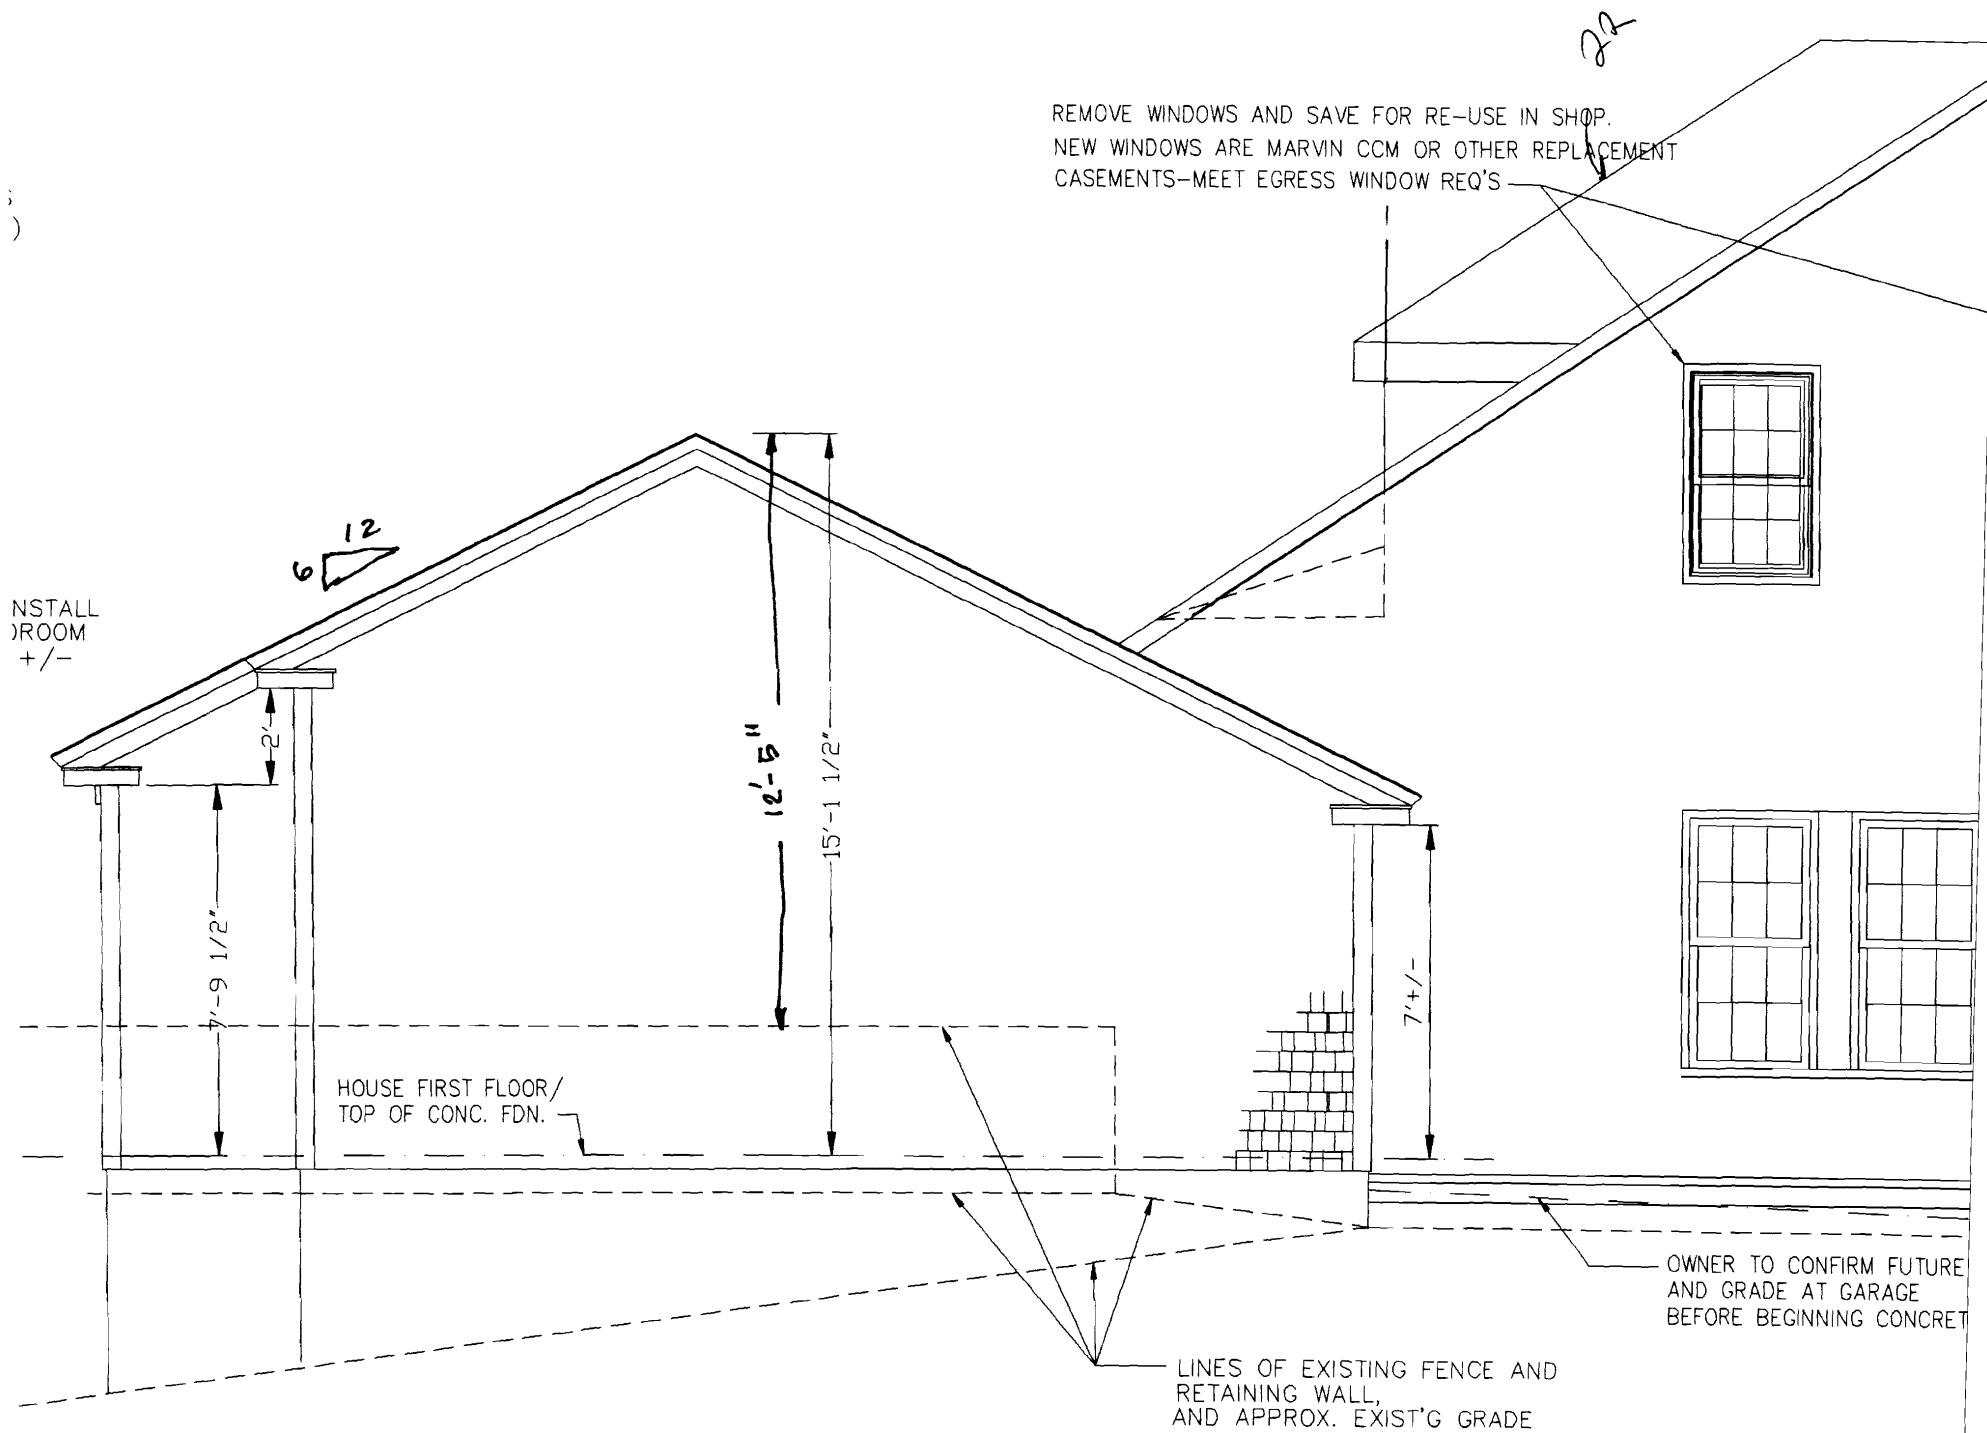 22
REMOVE WINDOWS AND SAVE FOR RE-USE IN SHOP.
NEW WINDOWS ARE MARVIN CCM OR OTHER REPLACEMENT
CASEMENTS-MEET EGRESS WINDOW REQ'S
)
12
6
NSTALL
ROOM
+/-
2'
12'-5"
15'-1 1/2"
7'-9 1/2"
7'+/-
HOUSE FIRST FLOOR/
TOP OF CONC. FDN.
OWNER TO CONFIRM FUTURE
AND GRADE AT GARAGE
BEFORE BEGINNING CONCRET
LINES OF EXISTING FENCE AND
RETAINING WALL,
AND APPROX. EXIST'G GRADE